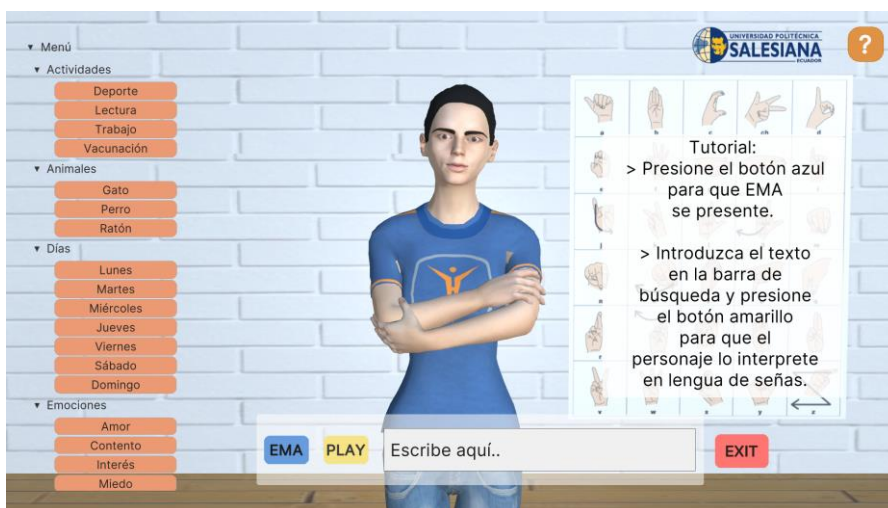 Menú
Actividades
Deporte
Lectura
Trabajo
Vacunación
Animales
Gato
Perro
Ratón
Días
Lunes
Martes
Miércoles
Jueves
Viernes
Sábado
Domingo
Emociones
Amor
Contento
Interés
Miedo
UNIVERSIDAD POLITÉCNICA
SALESIANA
ECUADOR
?
a b c ch d
Tutorial:
> Presione el botón azul
para que EMA
se presente.
> Introduzca el texto
en la barra de
búsqueda y presione
el botón amarillo
para que el
personaje lo interprete
en lengua de señas.
v w x y z
EMA
PLAY
Escribe aquí..
EXIT